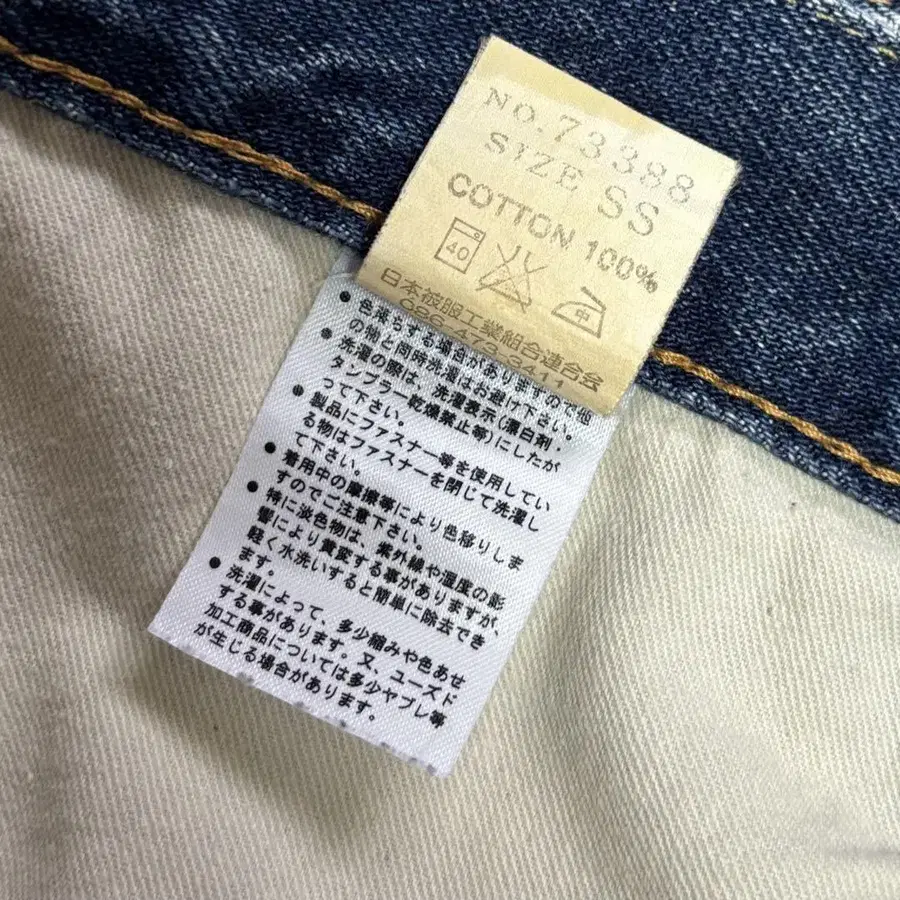 No. 73388
SIZE SS
COTTON 100%
40
中
日本被服工業組合連合会
086-473-3411
● 色落ちする場合がありますので他
の物と同時洗濯はお避け下さい。
● 洗濯の際は、洗濯表示(漂白剤・
タンブラー乾燥禁止等)にしたが
って下さい。
● 製品にファスナー等を使用してい
る物はファスナーを閉じて洗濯し
て下さい。
● 着用中の摩擦等により色移りしま
すのでご注意下さい。
● 特に淡色物は、紫外線や湿度の影
響により黄変する事がありますが、
軽く水洗いすると簡単に除去でき
ます。
● 洗濯によって、多少縮みや色あせ
する事があります。又、ユーズド
加工商品については多少ヤブレ等
が生じる場合があります。